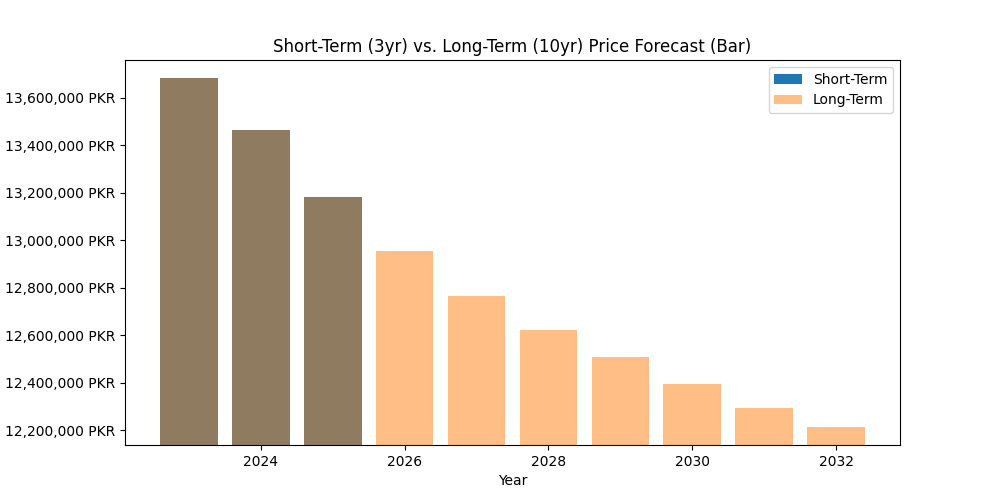 Short-Term (3yr) vs. Long-Term (10yr) Price Forecast (Bar)
Short-Term
Long-Term
13,600,000 PKR
13,400,000 PKR
13,200,000 PKR
13,000,000 PKR
12,800,000 PKR
12,600,000 PKR
12,400,000 PKR
12,200,000 PKR
2024 2026 2028 2030 2032
Year